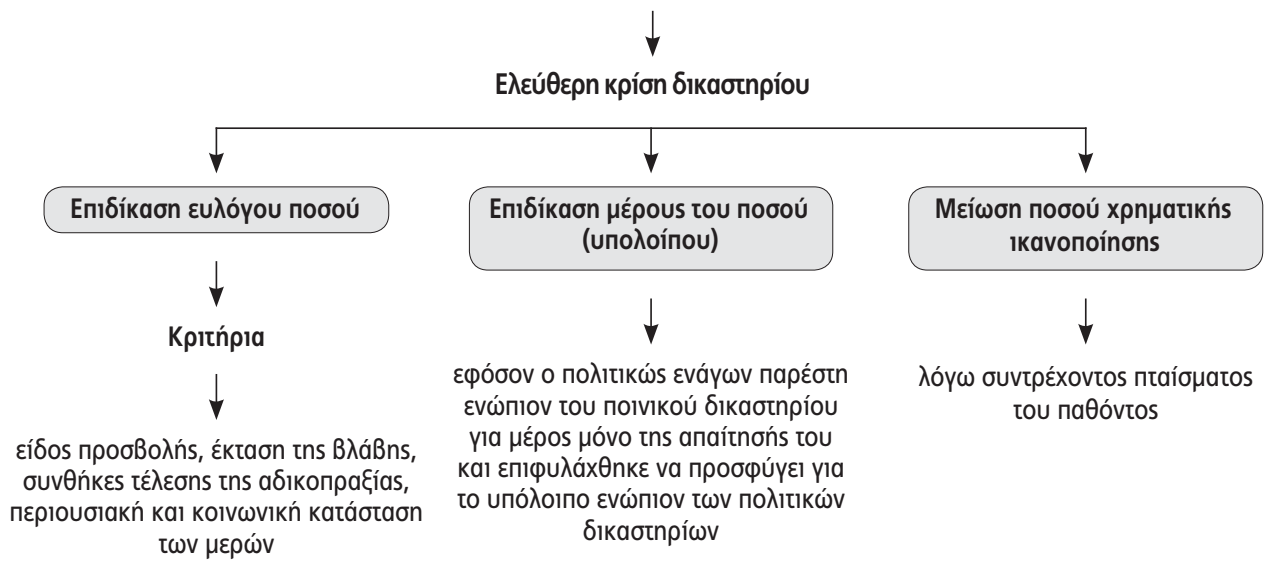 Ελεύθερη κρίση δικαστηρίου
Επιδίκαση ευλόγου ποσού
Κριτήρια
είδος προσβολής, έκταση της βλάβης,
συνθήκες τέλεσης της αδικοπραξίας,
περιουσιακή και κοινωνική κατάσταση
των μερών
Επιδίκαση μέρους του ποσού
(υπολοίπου)
εφόσον ο πολιτικώς ενάγων παρέστη
ενώπιον του ποινικού δικαστηρίου
για μέρος μόνο της απαίτησής του
και επιφυλάχθηκε να προσφύγει για
το υπόλοιπο ενώπιον των πολιτικών
δικαστηρίων
Μείωση ποσού χρηματικής
ικανοποίησης
λόγω συντρέχοντος πταίσματος
του παθόντος